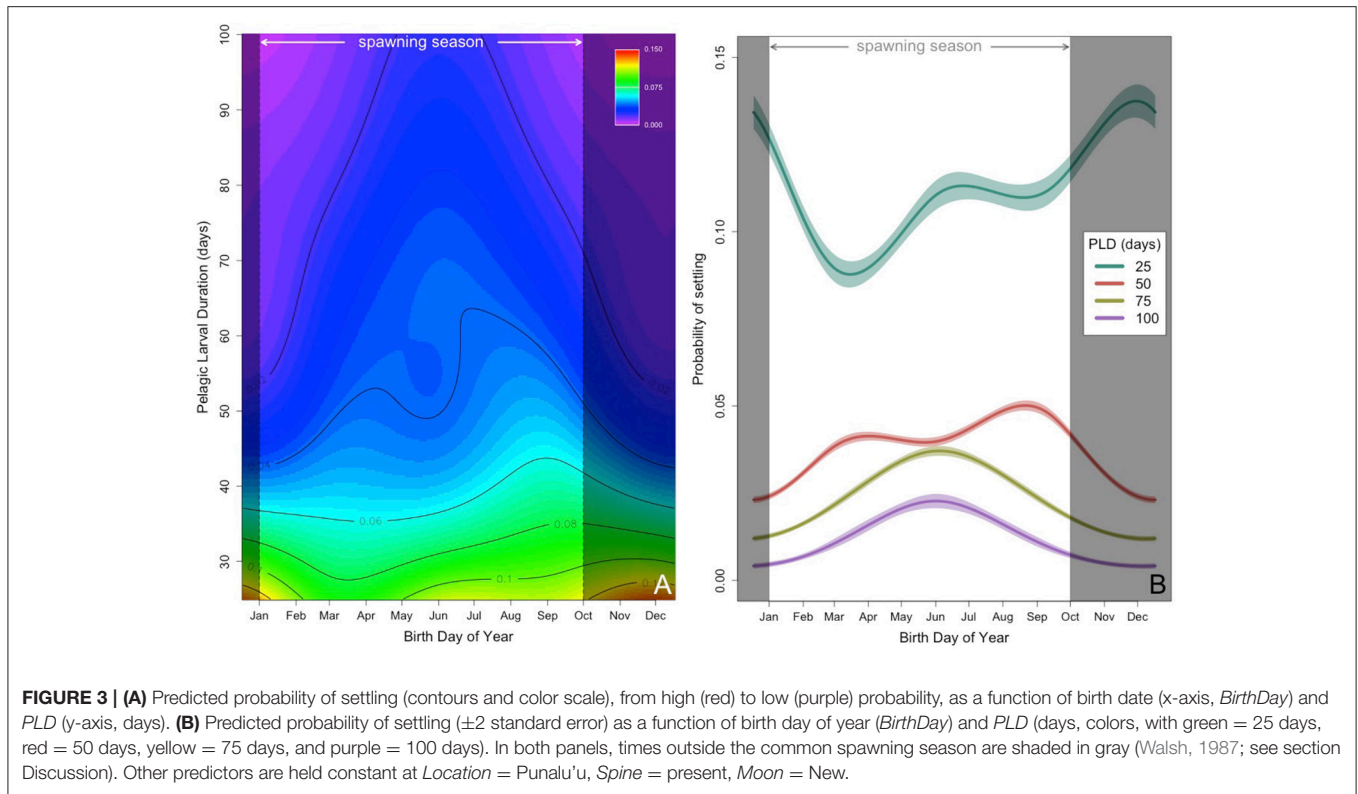 spawning season
0.150
0.075
0.000
100
90
80
70
60
50
40
30
Pelagic Larval Duration (days)
0.02
0.02
0.04
0.06
0.08
0.1
0.1
A
Jan Feb Mar Apr May Jun Jul Aug Sep Oct Nov Dec
Birth Day of Year
spawning season
0.15
0.10
0.05
0.00
Probability of settling
PLD (days)
25
50
75
100
B
Jan Feb Mar Apr May Jun Jul Aug Sep Oct Nov Dec
Birth Day of Year
FIGURE 3 | (A) Predicted probability of settling (contours and color scale), from high (red) to low (purple) probability, as a function of birth date (x-axis, BirthDay) and
PLD (y-axis, days). (B) Predicted probability of settling (±2 standard error) as a function of birth day of year (BirthDay) and PLD (days, colors, with green = 25 days,
red = 50 days, yellow = 75 days, and purple = 100 days). In both panels, times outside the common spawning season are shaded in gray (Walsh, 1987; see section
Discussion). Other predictors are held constant at Location = Punalu'u, Spine = present, Moon = New.